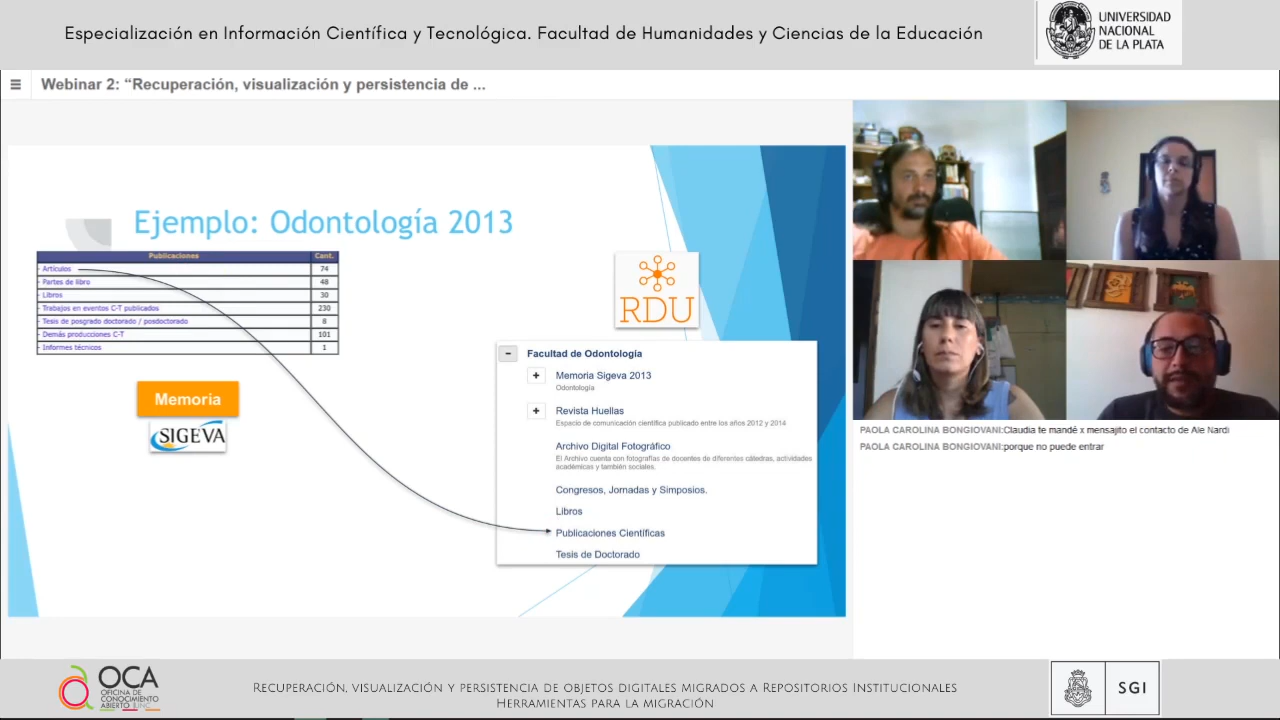 Especialización en Información Científica y Tecnológica. Facultad de Humanidades y Ciencias de la Educación
UNIVERSIDAD
NACIONAL
DE LA PLATA
Webinar 2: “Recuperación, visualización y persistencia de ...
Ejemplo: Odontología 2013
Publicaciones Cant.
- Artículos 74
- Partes de libro 48
- Libros 30
- Trabajos en eventos C-T publicados 230
- Tesis de posgrado doctorado / posdoctorado 8
- Demás producciones C-T 101
- Informes técnicos 1
Memoria
SIGEVA
RDU
- Facultad de Odontología
+ Memoria Sigeva 2013
Odontología
+ Revista Huellas
Espacio de comunicación científica publicado entre los años 2012 y 2014
Archivo Digital Fotográfico
El Archivo cuenta con fotografías de docentes de diferentes cátedras, actividades
académicas y también sociales.
Congresos, Jornadas y Simposios.
Libros
Publicaciones Científicas
Tesis de Doctorado
PAOLA CAROLINA BONGIOVANI:Claudia te mandé x mensajito el contacto de Ale Nardi
PAOLA CAROLINA BONGIOVANI:porque no puede entrar
OCA
OFICINA DE
CONOCIMIENTO
ABIERTO
Recuperación, visualización y persistencia de objetos digitales migrados a Repositorios Institucionales
Herramientas para la migración
SGI